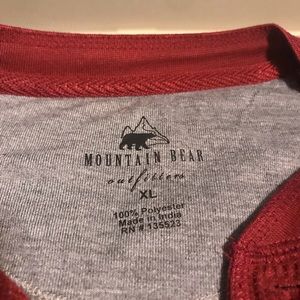 MOUNTAIN BEAR
outfitters
XL
100% Polyester
Made in India
RN # 135523